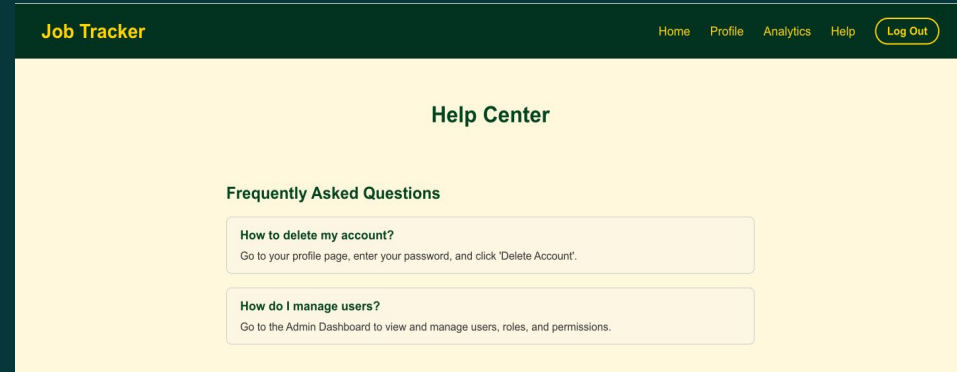 Job Tracker
Home Profile Analytics Help Log Out
Help Center
Frequently Asked Questions
How to delete my account?
Go to your profile page, enter your password, and click 'Delete Account'.
How do I manage users?
Go to the Admin Dashboard to view and manage users, roles, and permissions.